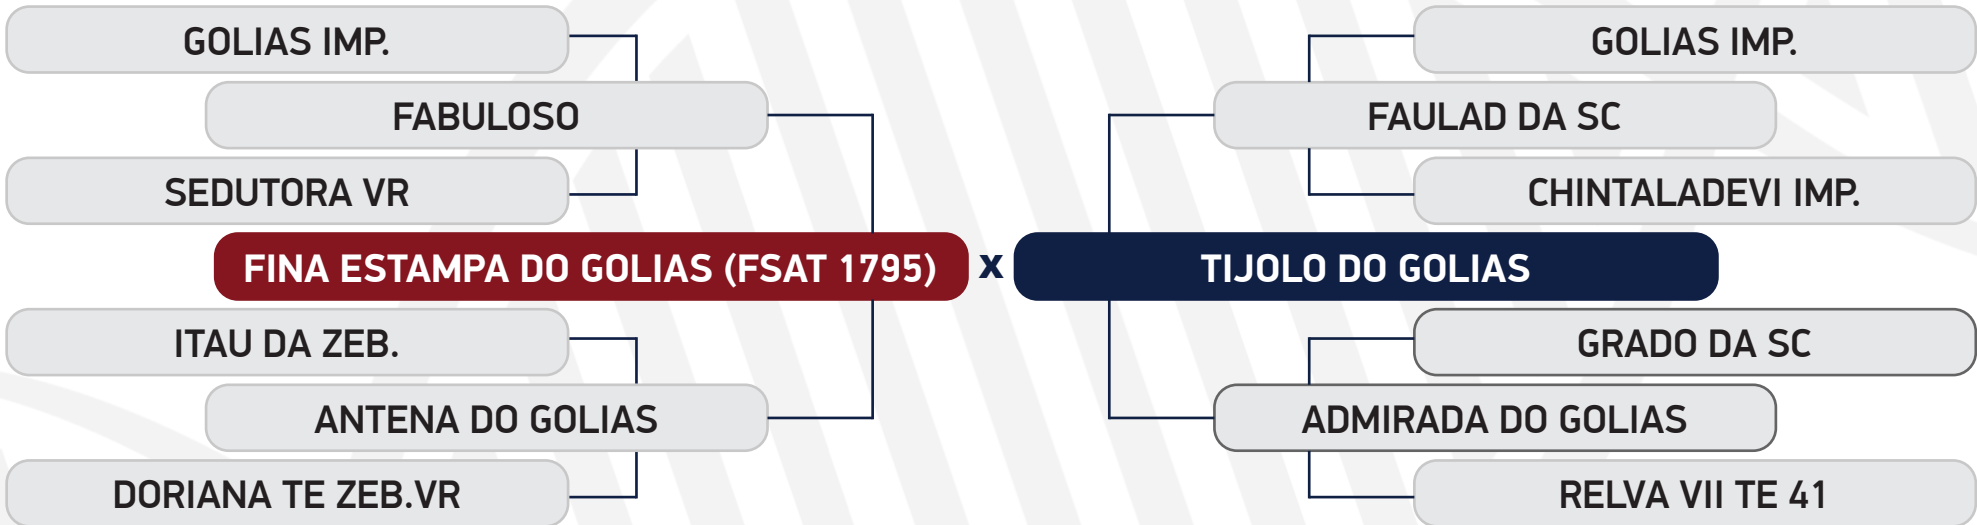 GOLIAS IMP.
GOLIAS IMP.
FABULOSO
FAULAD DA SC
SEDUTORA VR
CHINTALADEVI IMP.
FINA ESTAMPA DO GOLIAS (FSAT 1795) x TIJOLO DO GOLIAS
ITAU DA ZEB.
GRADO DA SC
ANTENA DO GOLIAS
ADMIRADA DO GOLIAS
DORIANA TE ZEB.VR
RELVA VII TE 41